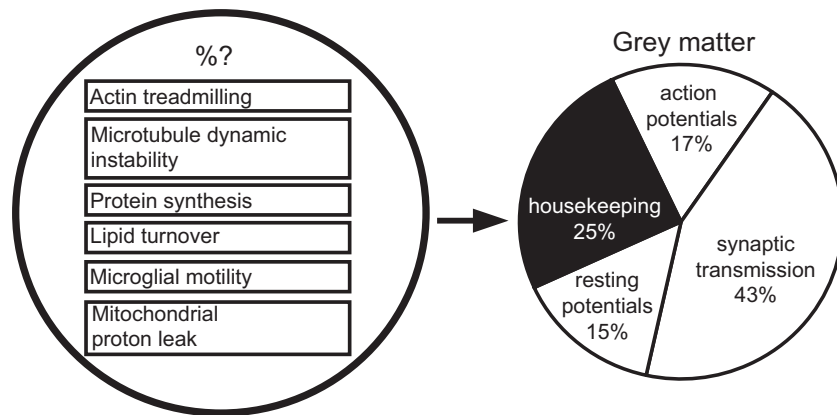 %?
Actin treadmilling
Microtubule dynamic
instability
Protein synthesis
Lipid turnover
Microglial motility
Mitochondrial
proton leak
Grey matter
action
potentials
17%
housekeeping
25%
synaptic
transmission
43%
resting
potentials
15%